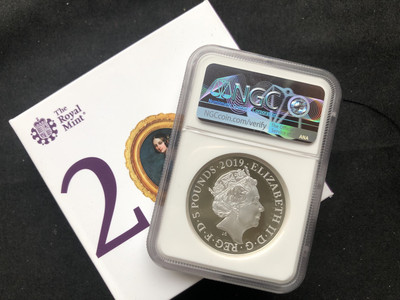 The
Royal
Mint®
2
NGC
NGCcoin.com/verify
ELIZABETH II·D·G·REG·F·D·5 POUNDS·2019·